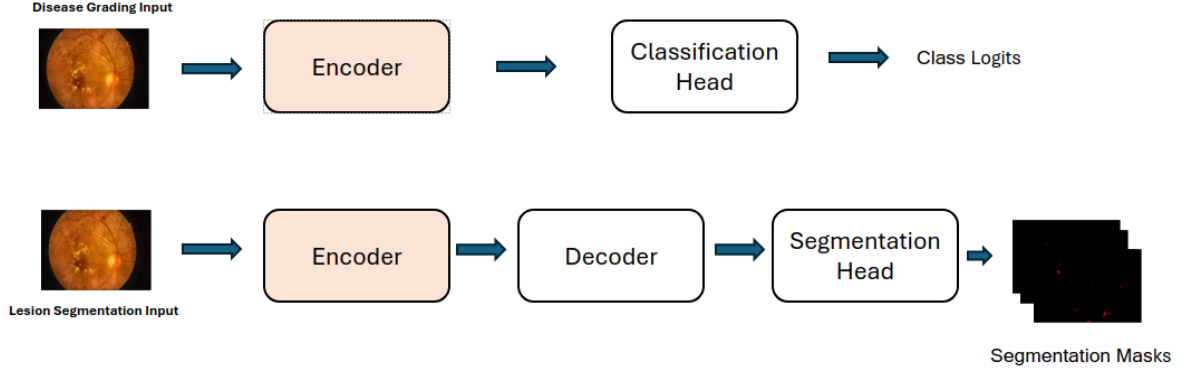 Disease Grading Input
Encoder
Classification
Head
Class Logits
Encoder
Decoder
Segmentation
Head
Lesion Segmentation Input
Segmentation Masks